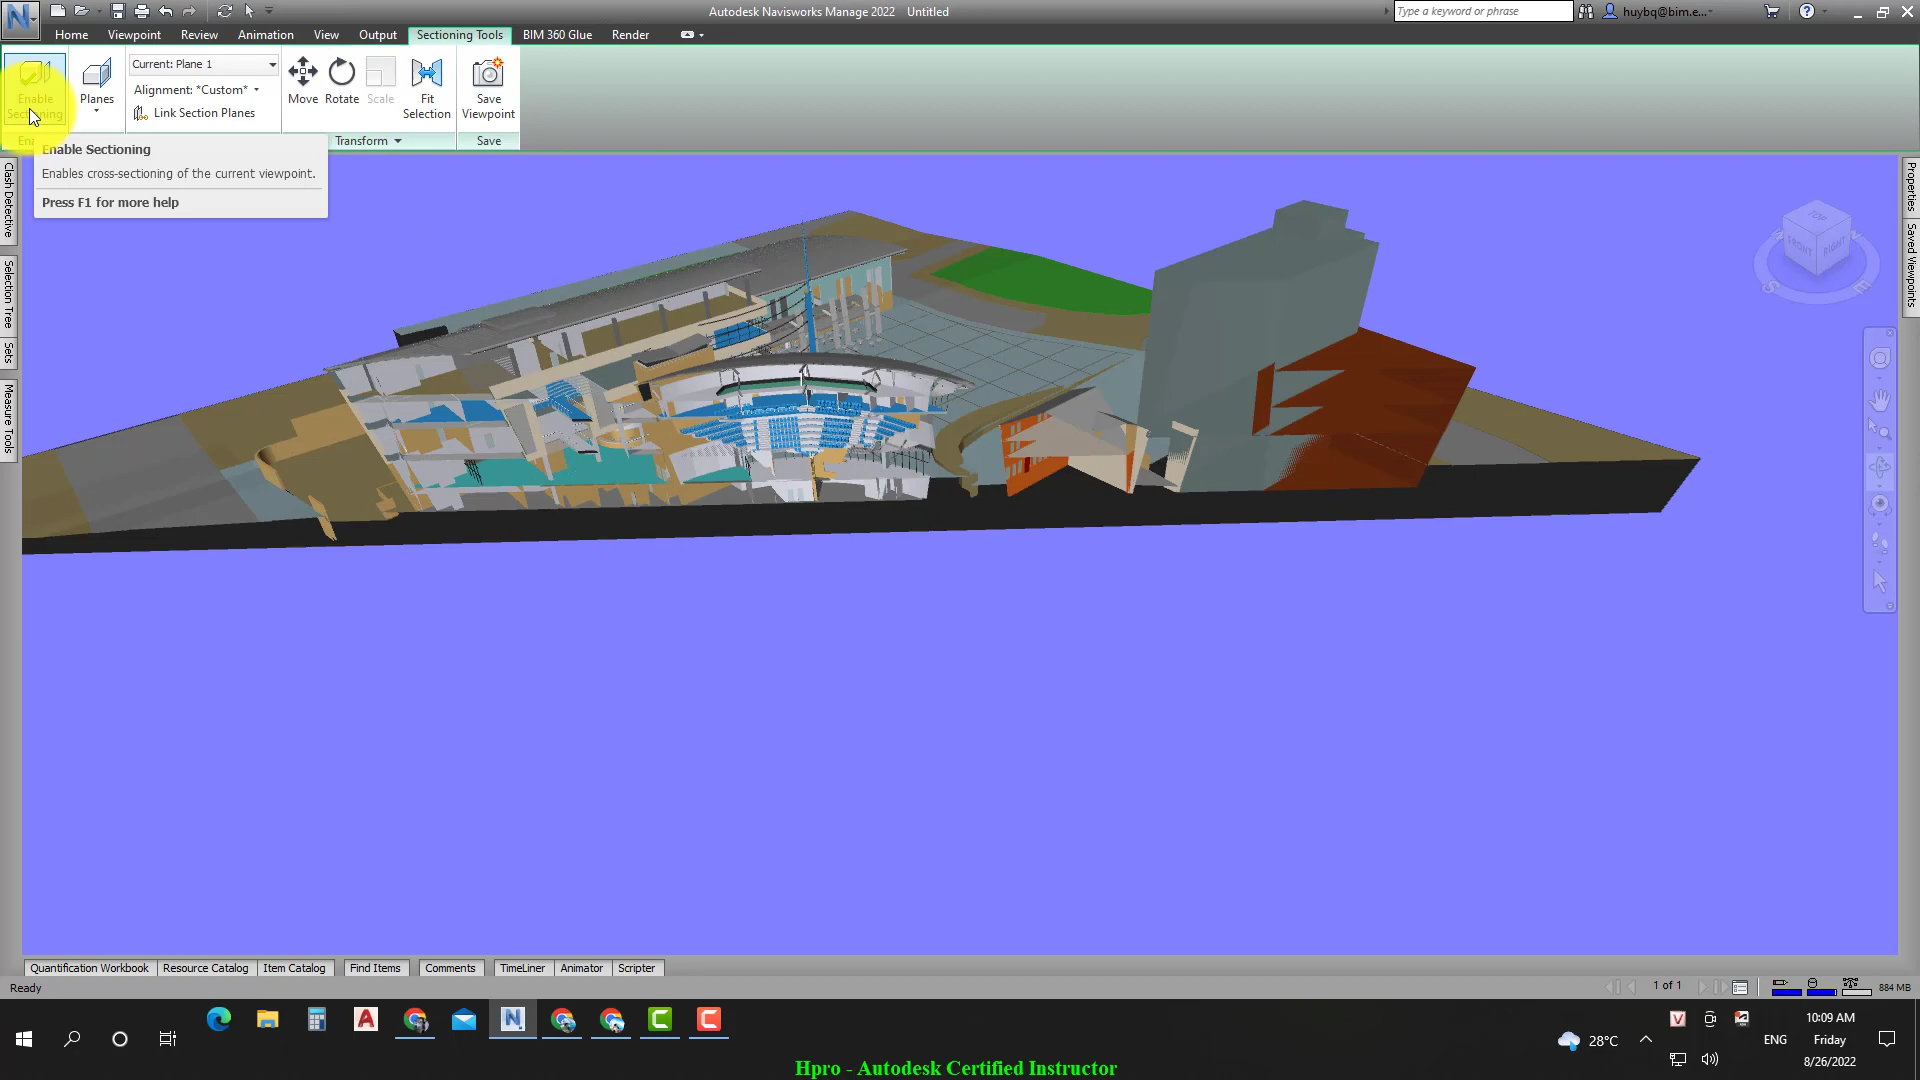 Autodesk Navisworks Manage 2022 Untitled
Type a keyword or phrase
huybq@bim.e...
Home Viewpoint Review Animation View Output Sectioning Tools BIM 360 Glue Render
Enable
Sectioning
Planes
Current: Plane 1
Alignment: *Custom*
Link Section Planes
Move Rotate Scale Fit
Selection
Save
Viewpoint
Transform
Save
Enable Sectioning
Enables cross-sectioning of the current viewpoint.
Press F1 for more help
Clash Detective
Selection Tree
Sets
Measure Tools
Properties
Saved Viewpoints
TOP
FRONT
RIGHT
S
E
Quantification Workbook Resource Catalog Item Catalog Find Items Comments TimeLiner Animator Scripter
Ready
1 of 1
884 MB
28°C
ENG
10:09 AM
Friday
8/26/2022
Hpro - Autodesk Certified Instructor